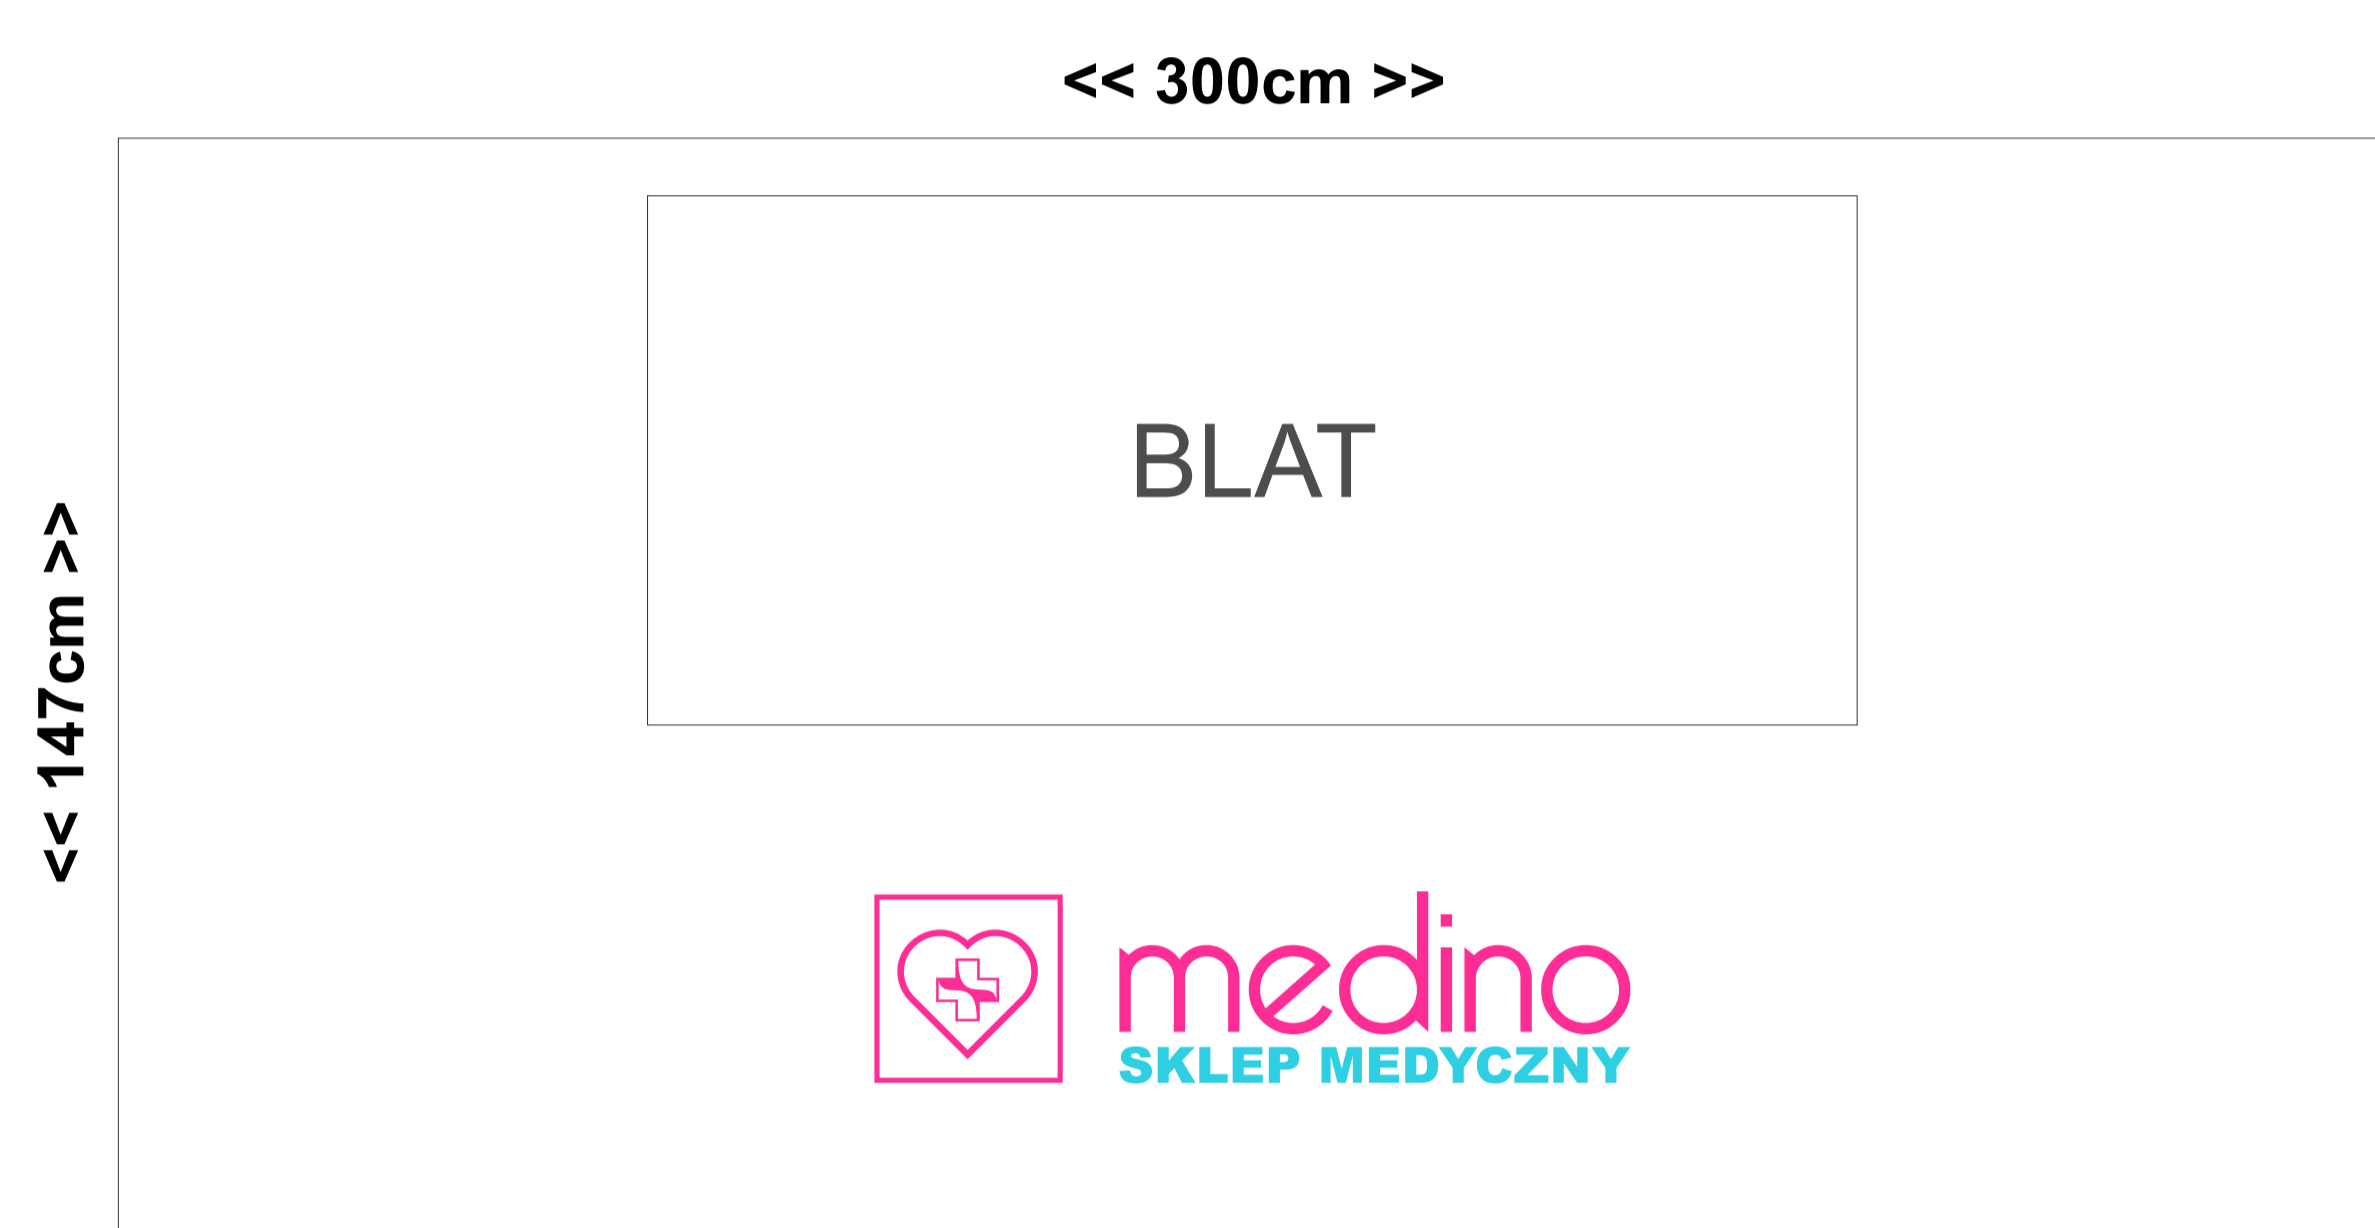 << 300cm >>
<< 147cm >>
BLAT
medino
SKLEP MEDYCZNY